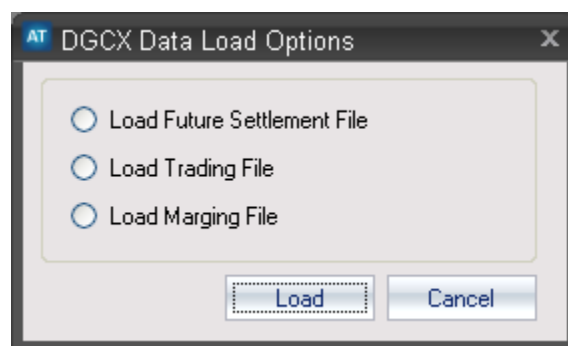 AT DGCX Data Load Options X
Load Future Settlement File
Load Trading File
Load Marging File
Load Cancel